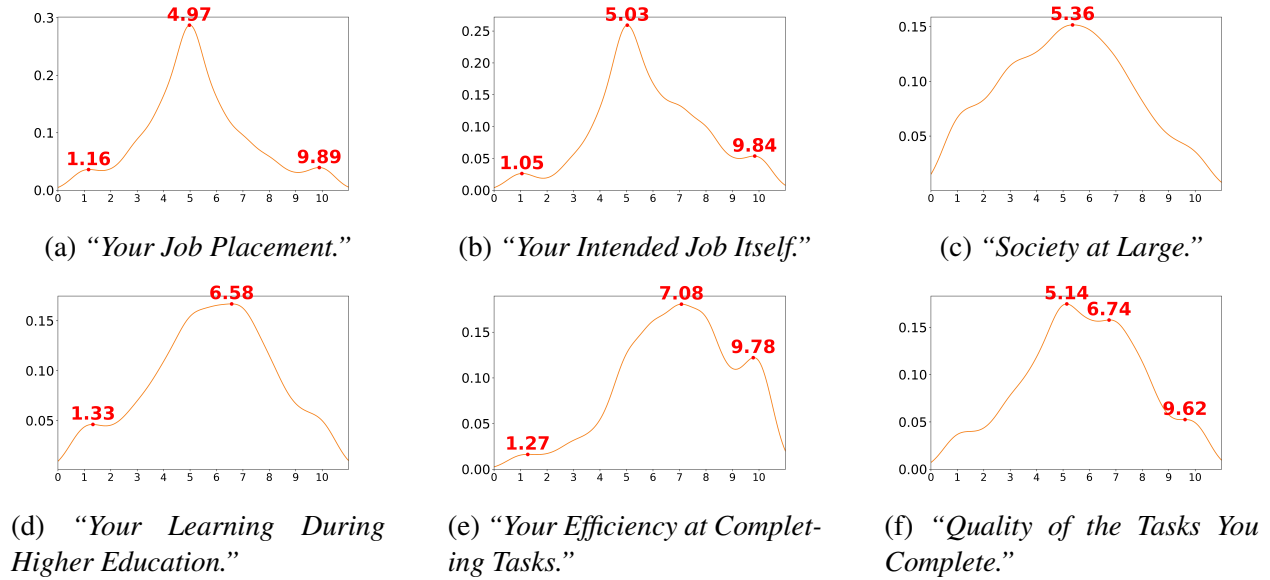 4.97
0.3
0.2
0.1
1.16
9.89
0.0
0 1 2 3 4 5 6 7 8 9 10
(a) “Your Job Placement.”
5.03
0.25
0.20
0.15
0.10
0.05
1.05
9.84
0.00
0 1 2 3 4 5 6 7 8 9 10
(b) “Your Intended Job Itself.”
5.36
0.15
0.10
0.05
0 1 2 3 4 5 6 7 8 9 10
(c) “Society at Large.”
6.58
0.15
0.10
0.05
1.33
0 1 2 3 4 5 6 7 8 9 10
(d) “Your Learning During
Higher Education.”
7.08
0.15
9.78
0.10
0.05
1.27
0.00
0 1 2 3 4 5 6 7 8 9 10
(e) “Your Efficiency at Complet-
ing Tasks.”
5.14
6.74
0.15
0.10
9.62
0.05
0.00
0 1 2 3 4 5 6 7 8 9 10
(f) “Quality of the Tasks You
Complete.”